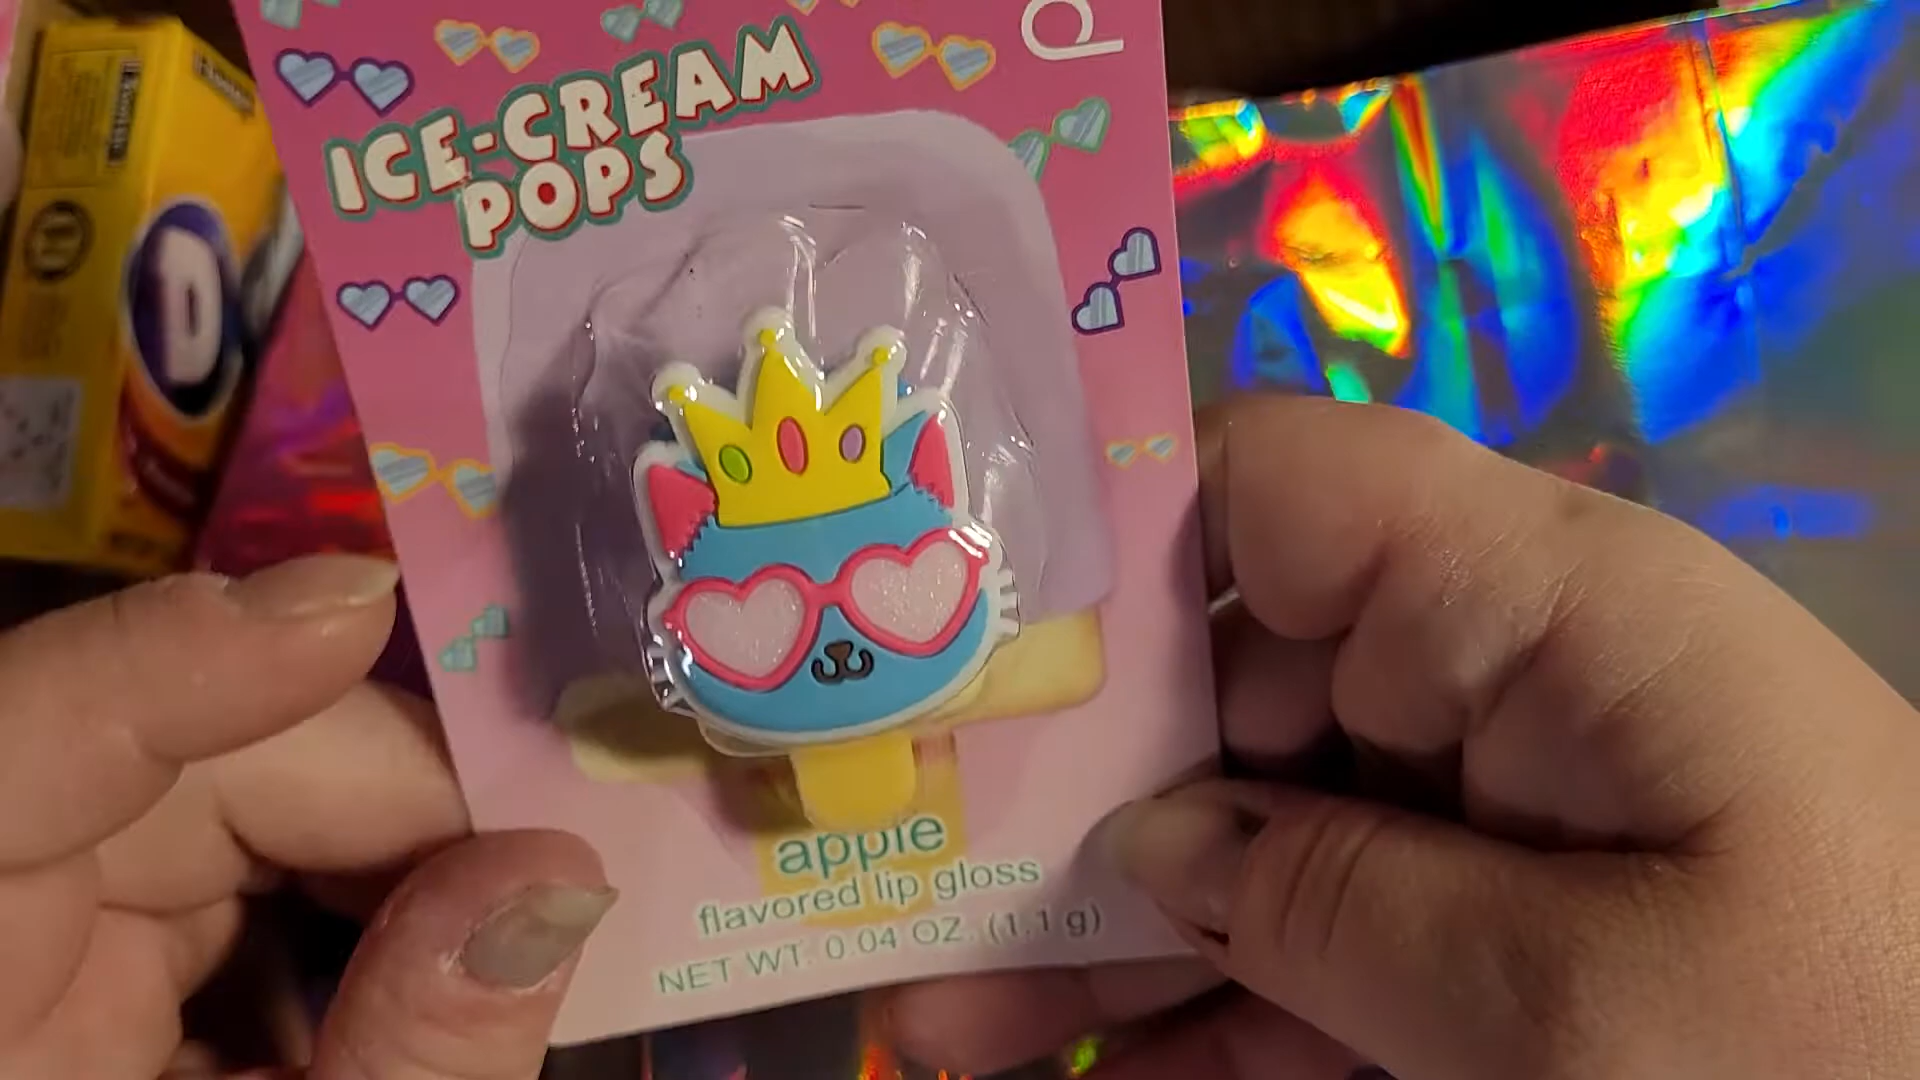 ICE-CREAM
POPS
apple
flavored lip gloss
NET WT. 0.04 OZ. (1.1 g)